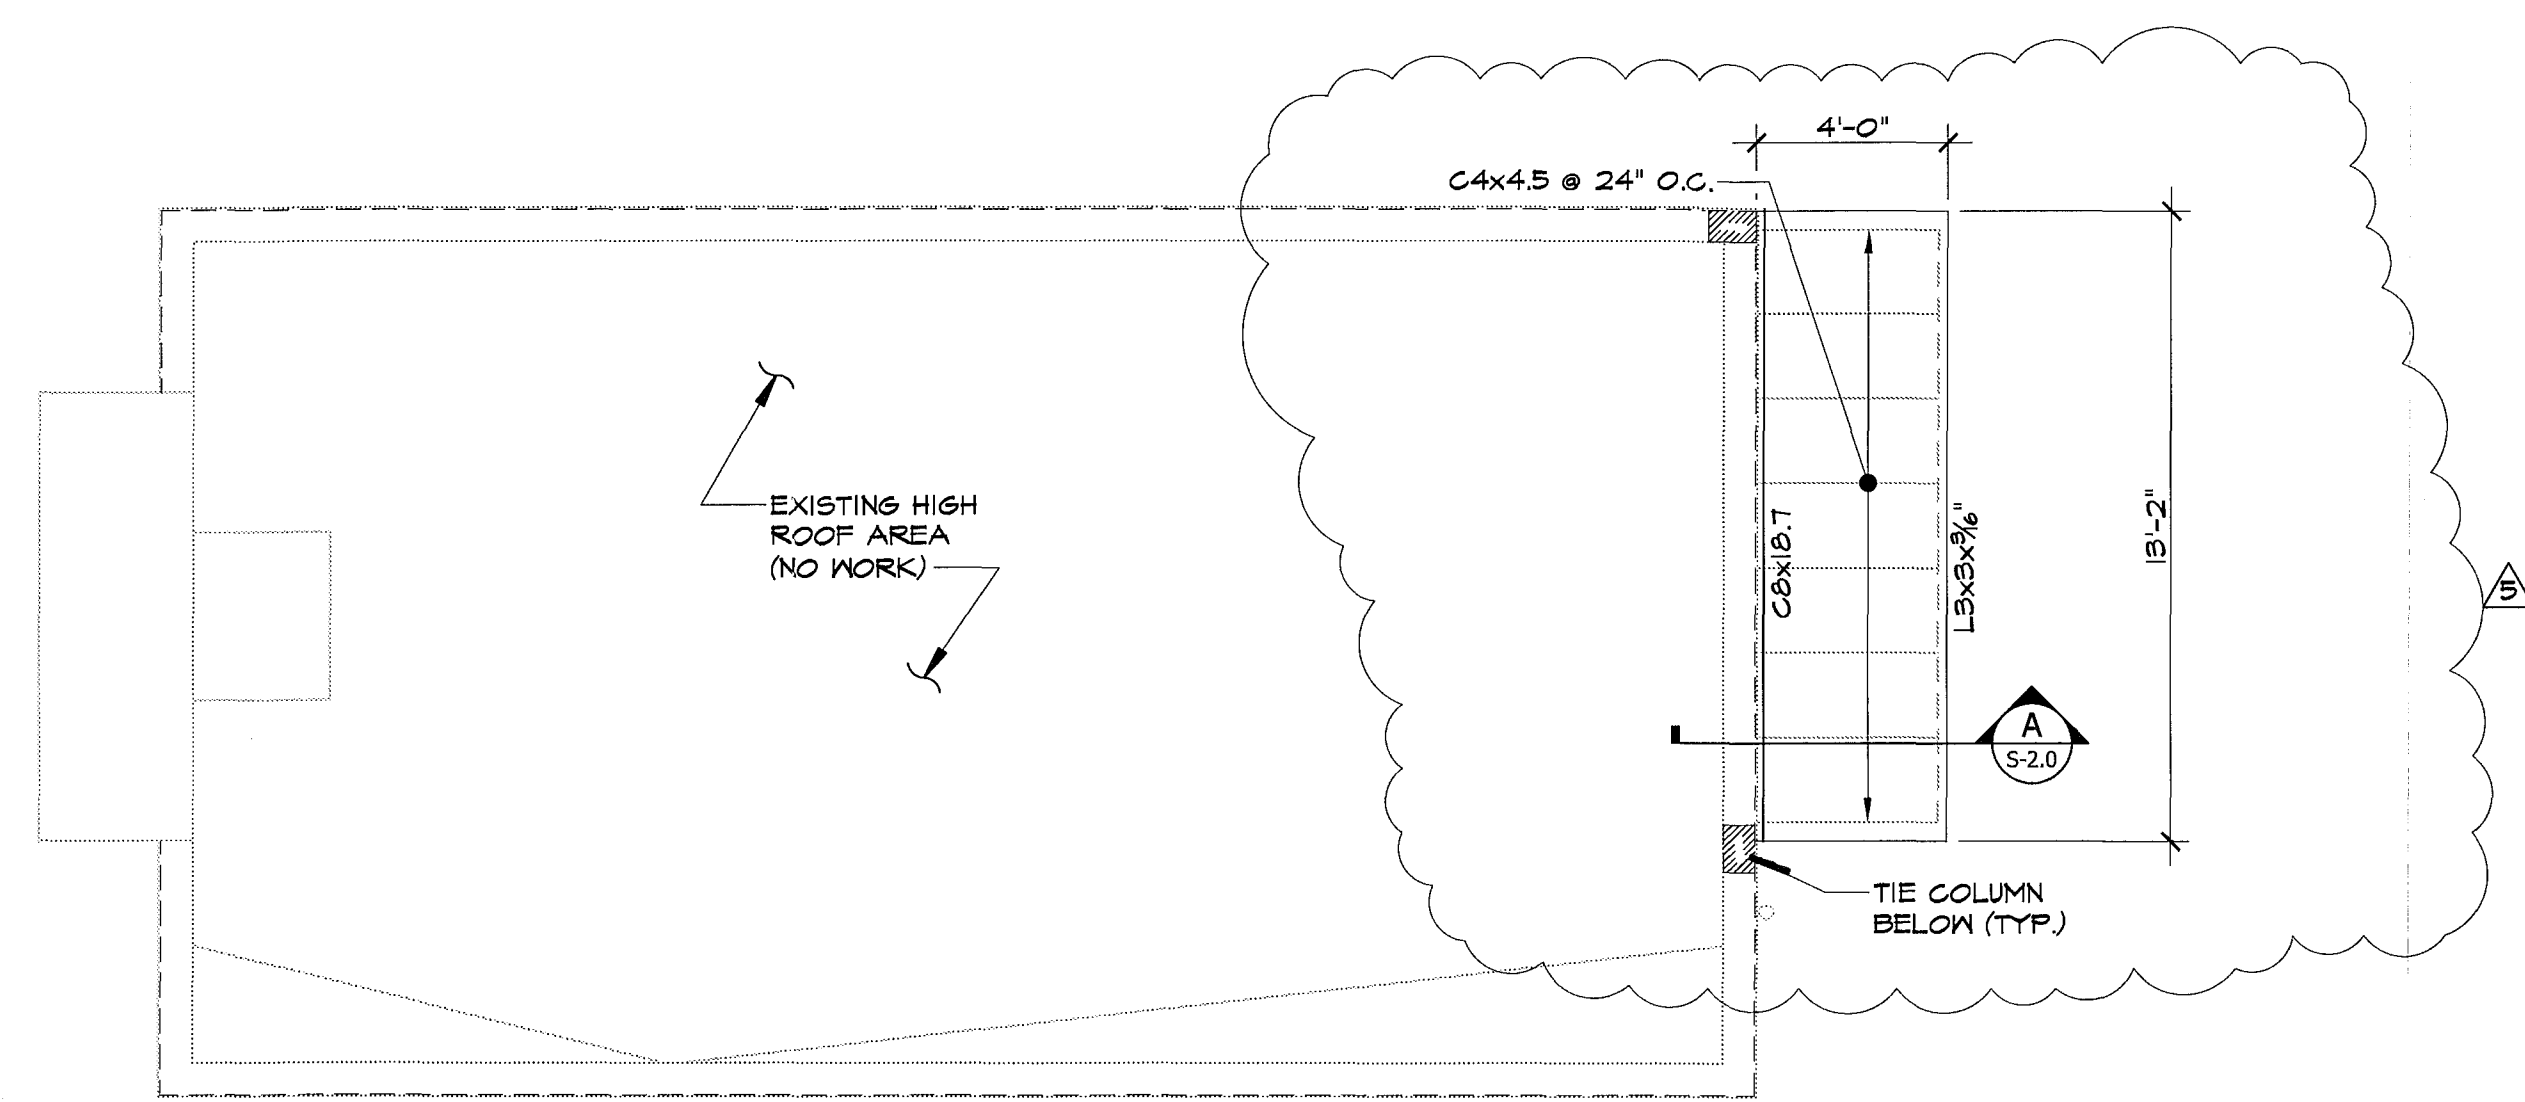 4'-0"
C4x4.5 @ 24" O.C.
EXISTING HIGH
ROOF AREA
(NO WORK)
C8x18.7
L3x3x3/16"
13'-2"
5
A
S-2.0
TIE COLUMN
BELOW (TYP.)